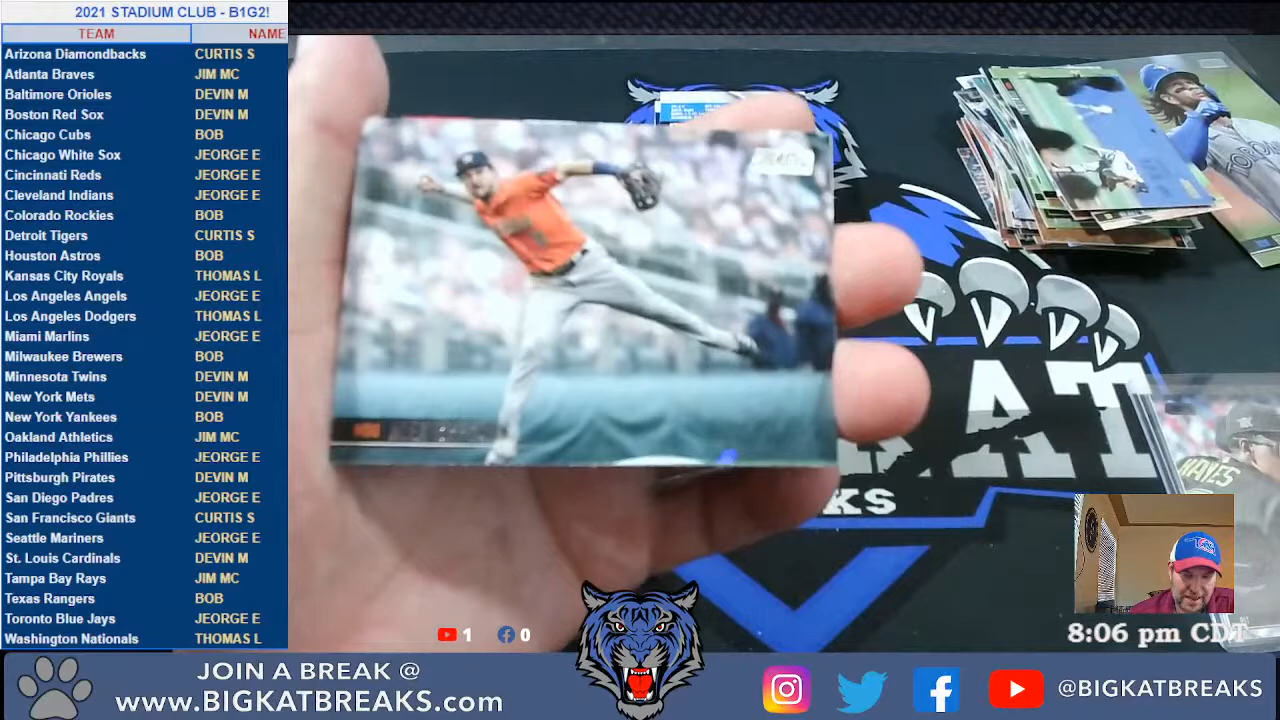 2021 STADIUM CLUB - B1G2!
TEAM NAME
Arizona Diamondbacks CURTIS S
Atlanta Braves JIM MC
Baltimore Orioles DEVIN M
Boston Red Sox DEVIN M
Chicago Cubs BOB
Chicago White Sox JEORGE E
Cincinnati Reds JEORGE E
Cleveland Indians JEORGE E
Colorado Rockies BOB
Detroit Tigers CURTIS S
Houston Astros BOB
Kansas City Royals THOMAS L
Los Angeles Angels JEORGE E
Los Angeles Dodgers THOMAS L
Miami Marlins JEORGE E
Milwaukee Brewers BOB
Minnesota Twins DEVIN M
New York Mets DEVIN M
New York Yankees BOB
Oakland Athletics JIM MC
Philadelphia Phillies JEORGE E
Pittsburgh Pirates DEVIN M
San Diego Padres JEORGE E
San Francisco Giants CURTIS S
Seattle Mariners JEORGE E
St. Louis Cardinals DEVIN M
Tampa Bay Rays JIM MC
Texas Rangers BOB
Toronto Blue Jays JEORGE E
Washington Nationals THOMAS L
TORONTO
HAYES
KAT
KS
1 0
8:06 pm CDT
JOIN A BREAK @
www.BIGKATBREAKS.com
@BIGKATBREAKS